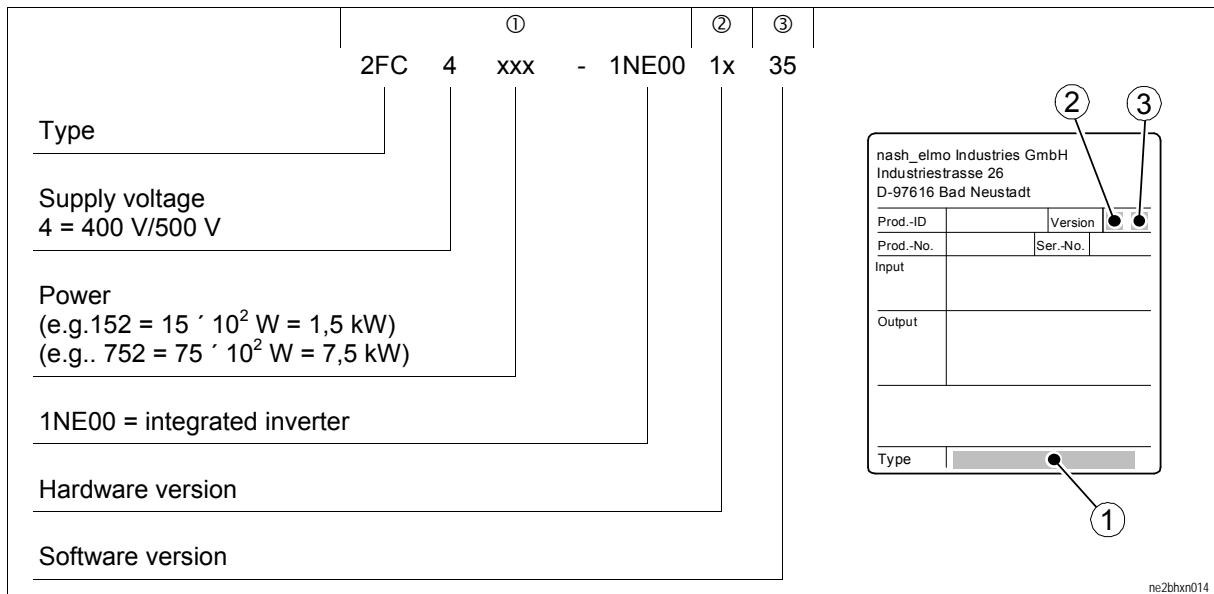 ① ② ③
2FC 4 xxx - 1NE00 1x 35
Type
Supply voltage
4 = 400 V/500 V
Power
(e.g.152 = 15 ´ 10² W = 1,5 kW)
(e.g.. 752 = 75 ´ 10² W = 7,5 kW)
1NE00 = integrated inverter
Hardware version
Software version
2 3
nash_elmo Industries GmbH
Industriestrasse 26
D-97616 Bad Neustadt
Prod.-ID Version
Prod.-No. Ser.-No.
Input
Output
Type
1
ne2bhxn014